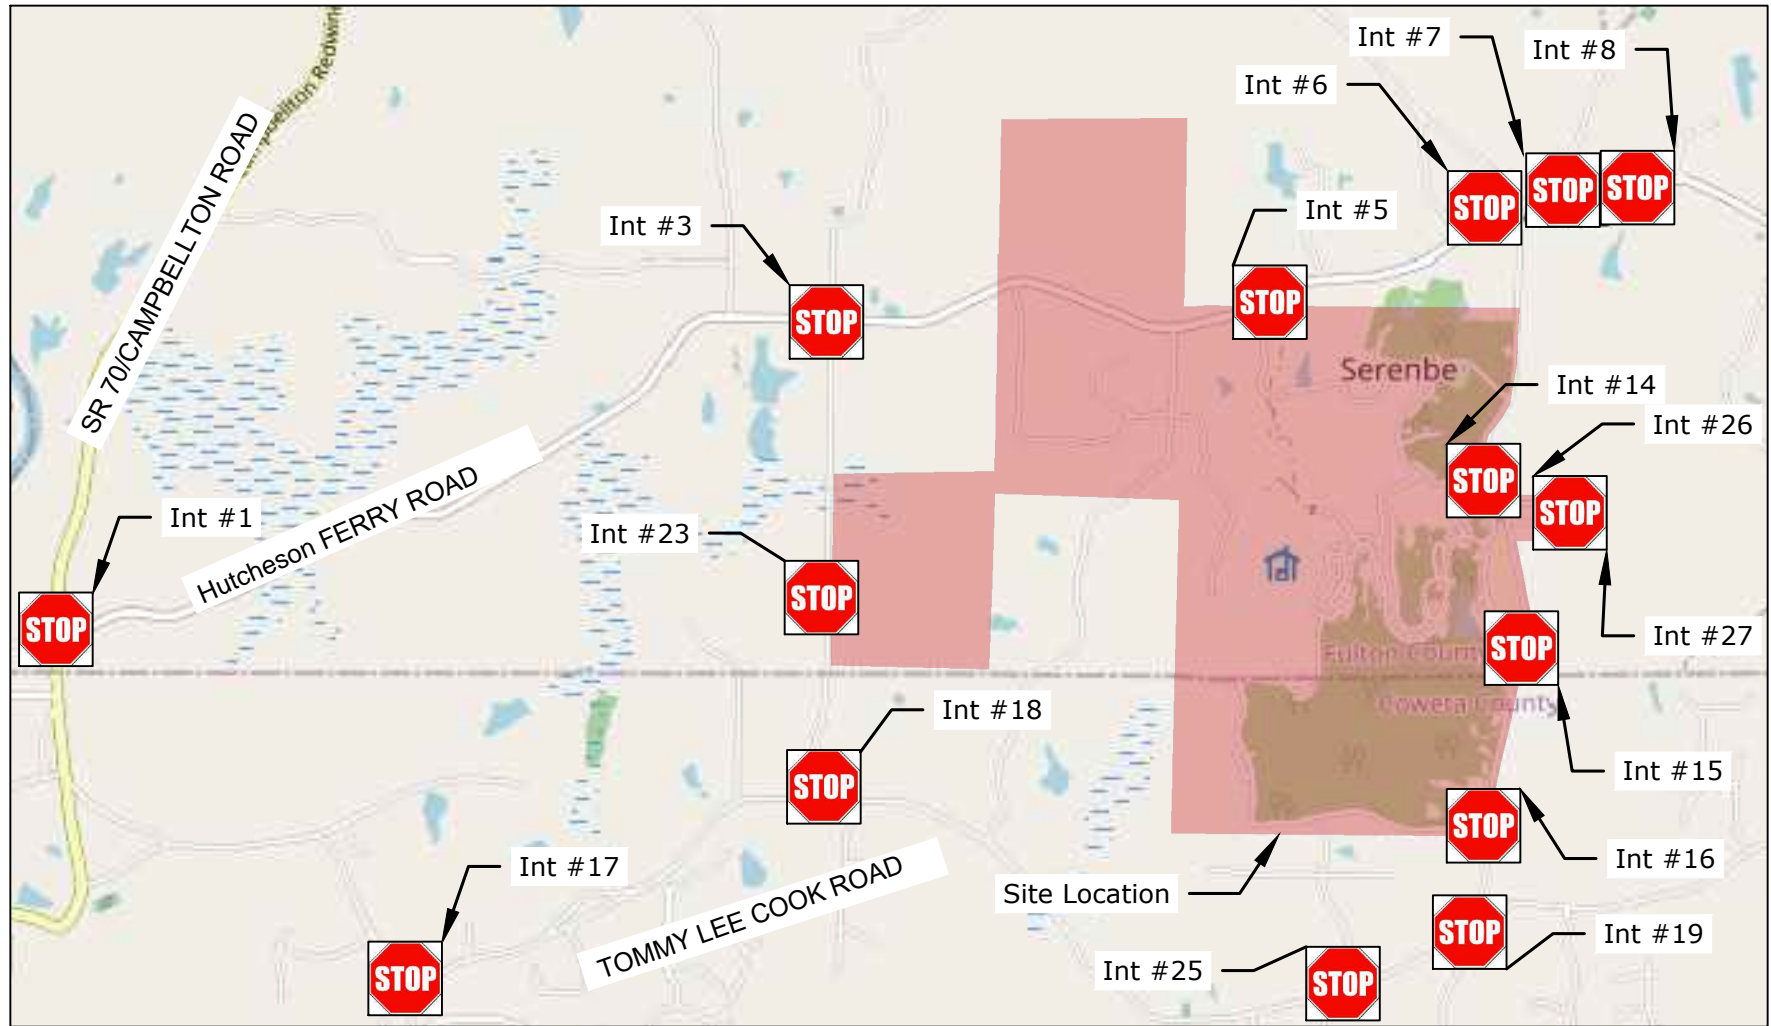 Int #7
Int #8
Int #6
STOP
STOP
STOP
pbellton Redwine
SR 70/CAMPBELLTON ROAD
Int #3
Int #5
STOP
STOP
Serenbe
Int #14
Int #26
STOP
STOP
Hutcheson FERRY ROAD
Int #1
Int #23
STOP
STOP
Int #27
STOP
Fulton County
Coweta County
Int #18
STOP
Int #15
STOP
Int #16
Int #17
Site Location
TOMMY LEE COOK ROAD
STOP
Int #19
STOP
Int #25
STOP